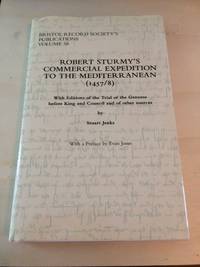 BRISTOL RECORD SOCIETY'S
PUBLICATIONS
VOLUME 58
ROBERT STURMY'S
COMMERCIAL EXPEDITION
TO THE MEDITERRANEAN
(1457/8)
With Editions of the Trial of the Genoese
before King and Council and of other sources
by
Stuart Jenks
With a Preface by Evan Jones